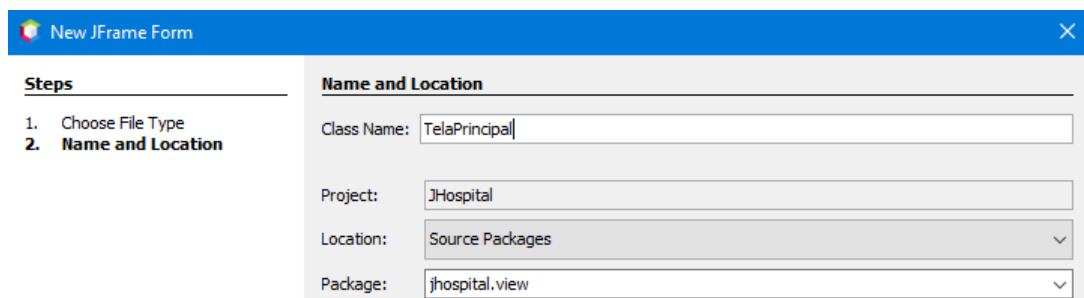 New JFrame Form
Steps
1. Choose File Type
2. Name and Location
Name and Location
Class Name: TelaPrincipal
Project: JHospital
Location: Source Packages
Package: jhospital.view